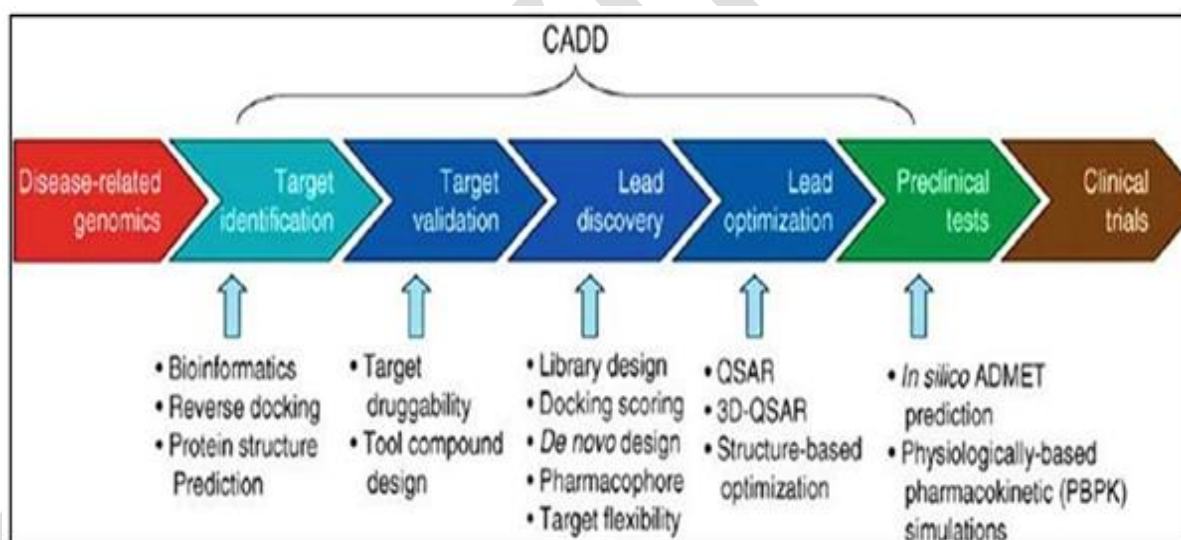 CADD
Disease-related
genomics
Target
identification
Target
validation
Lead
discovery
Lead
optimization
Preclinical
tests
Clinical
trials
• Bioinformatics
• Reverse docking
• Protein structure
Prediction
• Target
druggability
• Tool compound
design
• Library design
• Docking scoring
• De novo design
• Pharmacophore
• Target flexibility
• QSAR
• 3D-QSAR
• Structure-based
optimization
• In silico ADMET
prediction
• Physiologically-based
pharmacokinetic (PBPK)
simulations